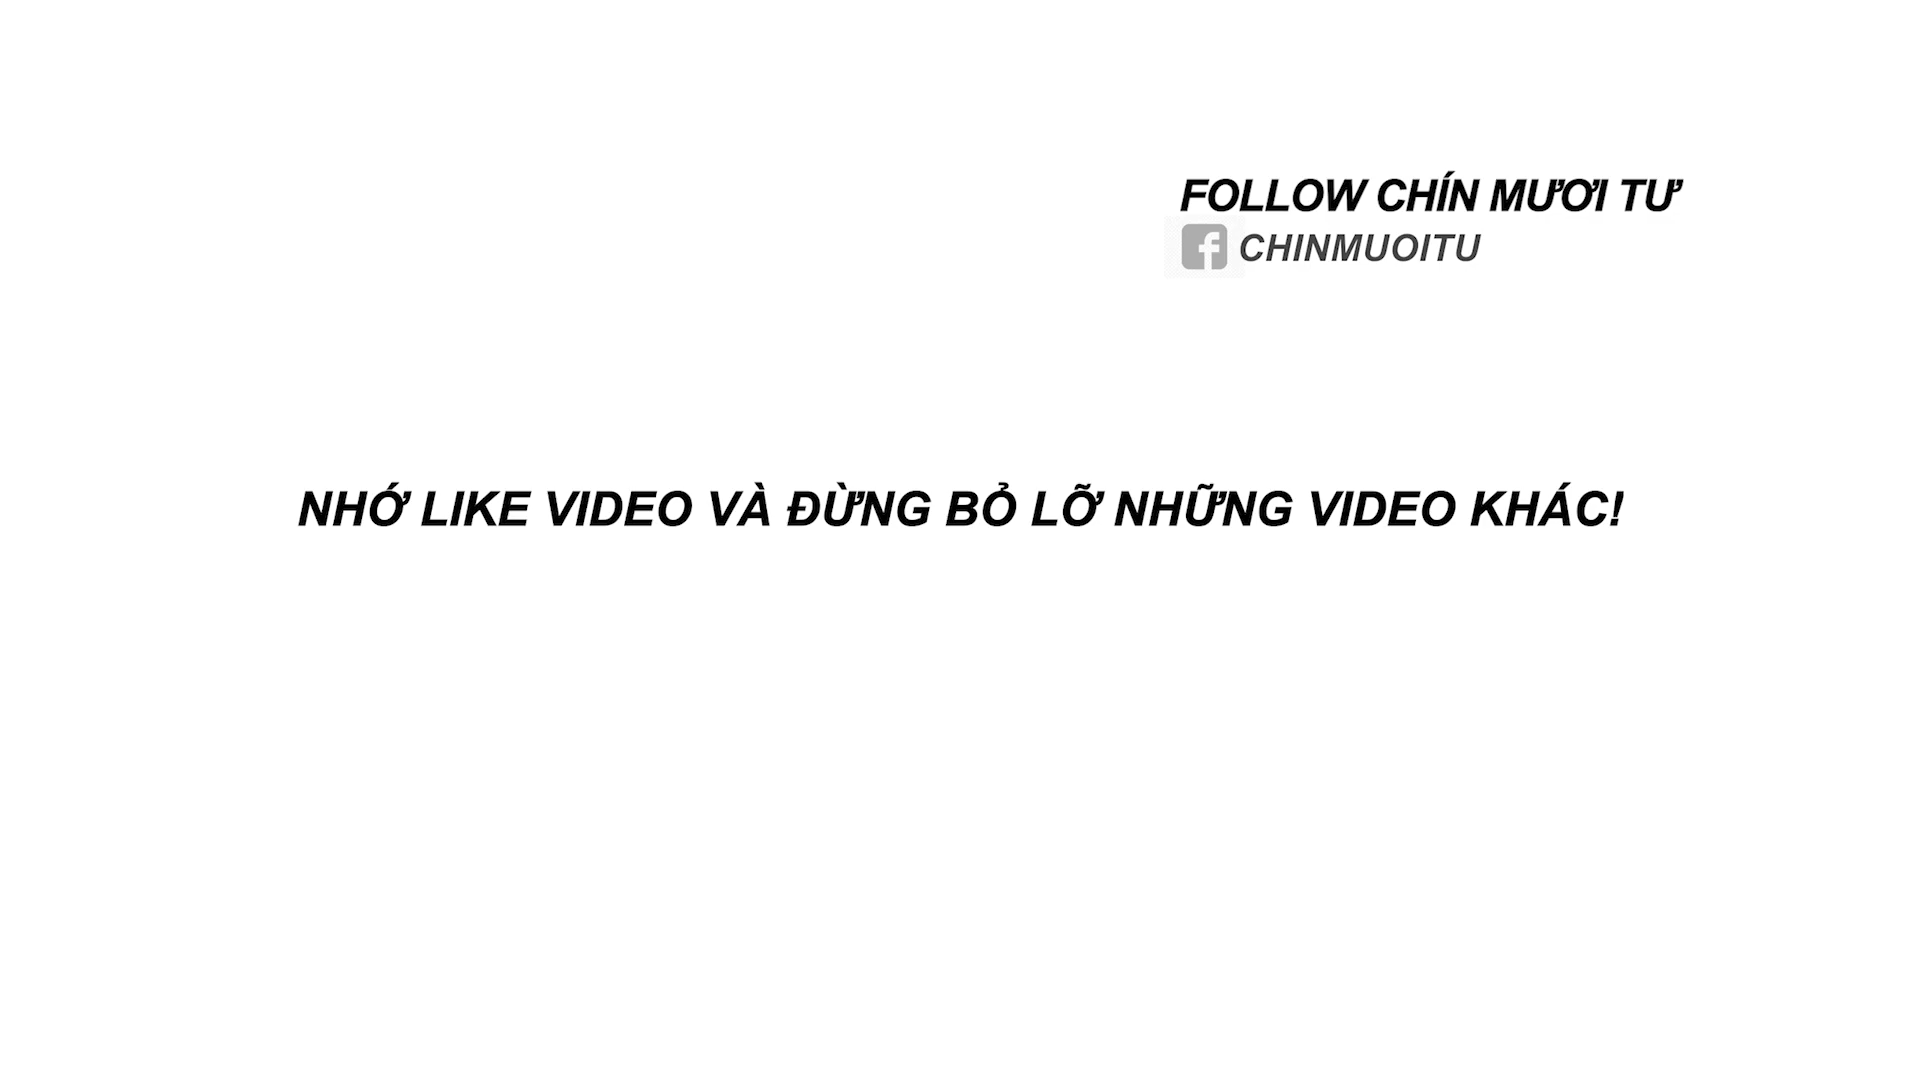 FOLLOW CHÍN MƯƠI TƯ
CHINMUOITU
NHỚ LIKE VIDEO VÀ ĐỪNG BỎ LỠ NHỮNG VIDEO KHÁC!